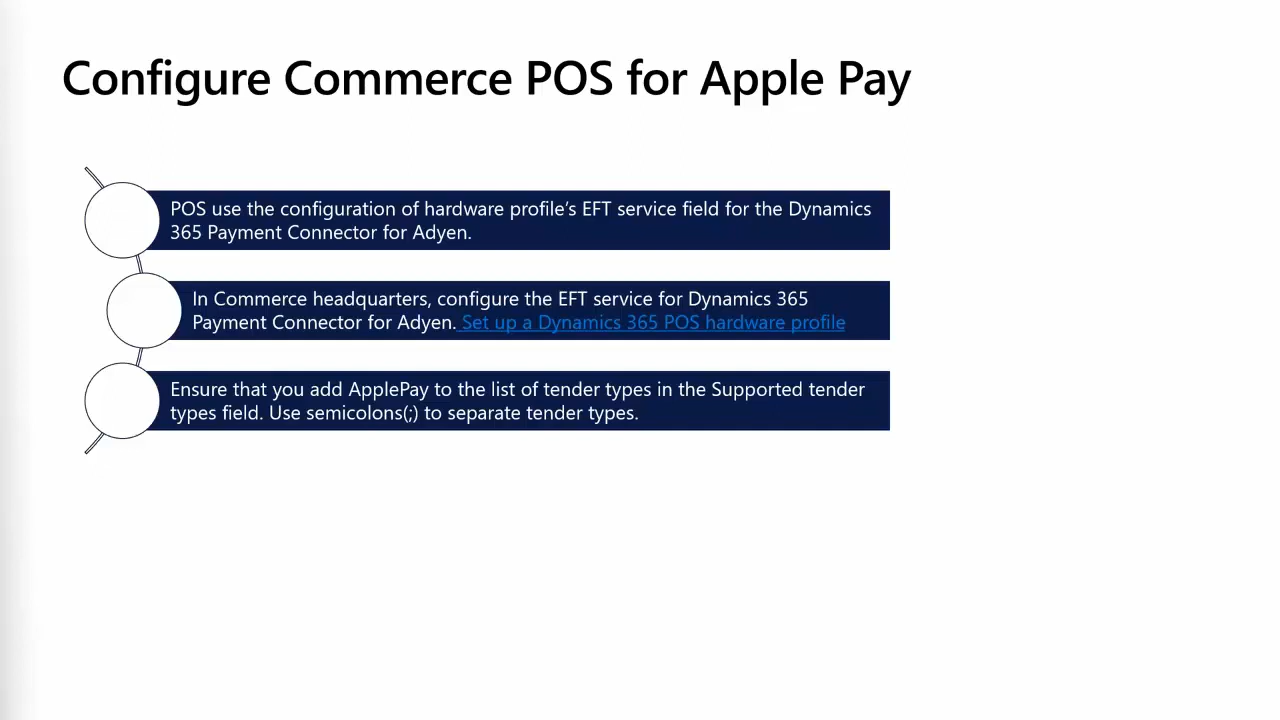 Configure Commerce POS for Apple Pay
POS use the configuration of hardware profile's EFT service field for the Dynamics
365 Payment Connector for Adyen.
In Commerce headquarters, configure the EFT service for Dynamics 365
Payment Connector for Adyen. Set up a Dynamics 365 POS hardware profile
Ensure that you add ApplePay to the list of tender types in the Supported tender
types field. Use semicolons(;) to separate tender types.